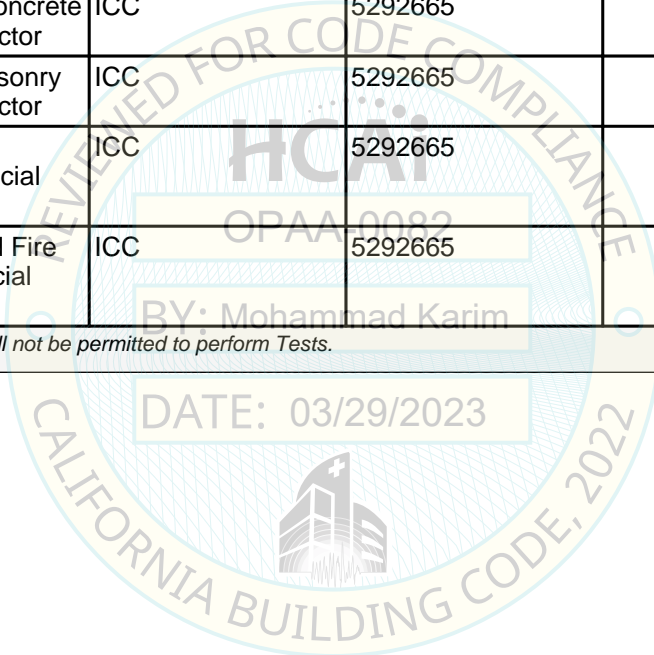 oncrete ICC 5292665
ctor
sonry ICC 5292665
ctor
ICC 5292665
cial
l Fire ICC 5292665
cial
ll not be permitted to perform Tests.
REVIEWED FOR CODE COMPLIANCE
HCAi
OPAA-0082
BY: Mohammad Karim
DATE: 03/29/2023
CALIFORNIA BUILDING CODE, 2022